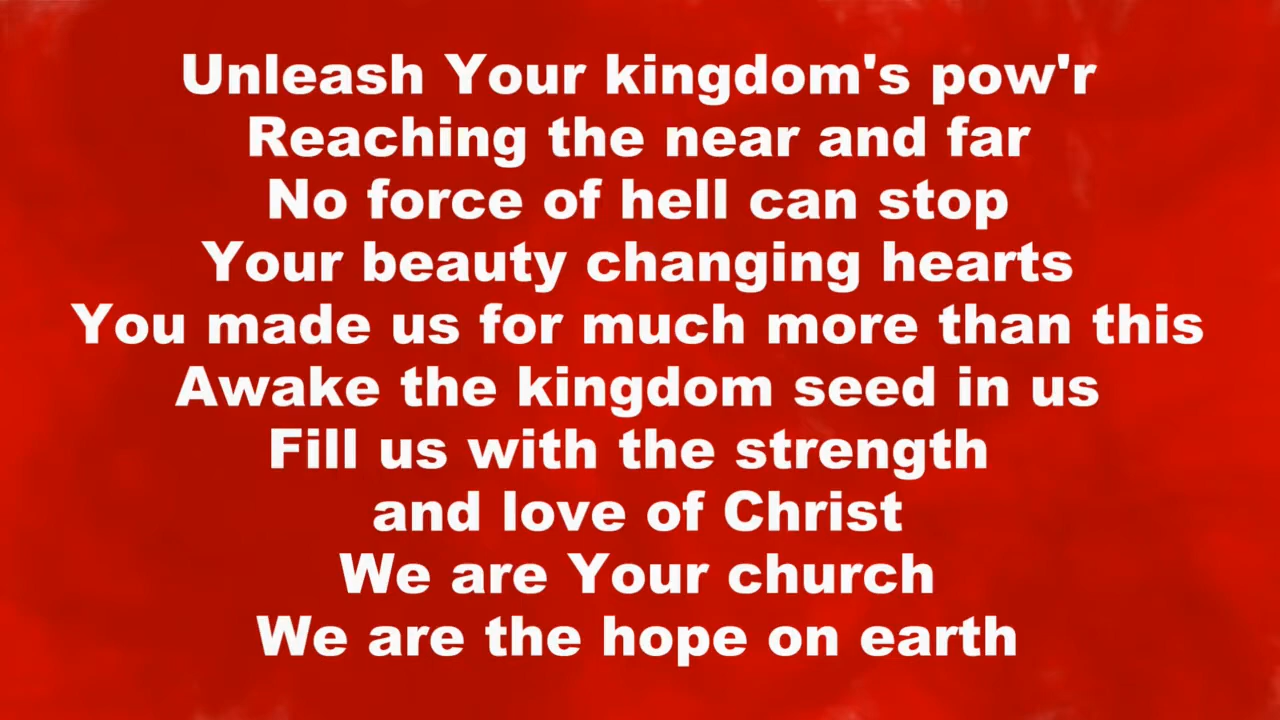 Unleash Your kingdom's pow'r
Reaching the near and far
No force of hell can stop
Your beauty changing hearts
You made us for much more than this
Awake the kingdom seed in us
Fill us with the strength
and love of Christ
We are Your church
We are the hope on earth